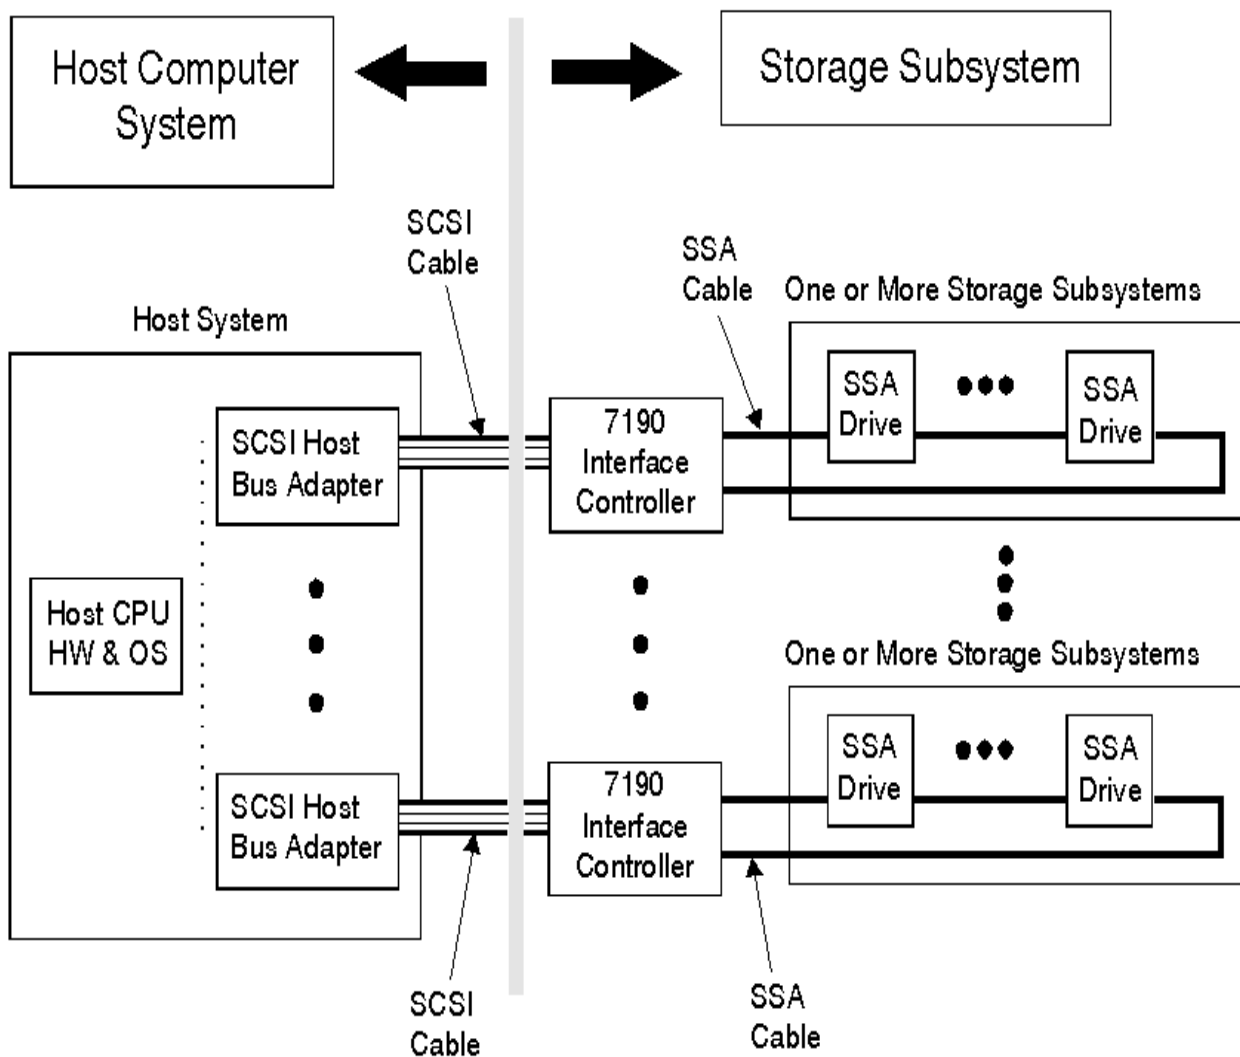 Host Computer
System
Storage Subsystem
SCSI
Cable
SSA
Cable
One or More Storage Subsystems
Host System
SCSI Host
Bus Adapter
7190
Interface
Controller
SSA
Drive
SSA
Drive
Host CPU
HW & OS
One or More Storage Subsystems
SCSI Host
Bus Adapter
7190
Interface
Controller
SSA
Drive
SSA
Drive
SCSI
Cable
SSA
Cable